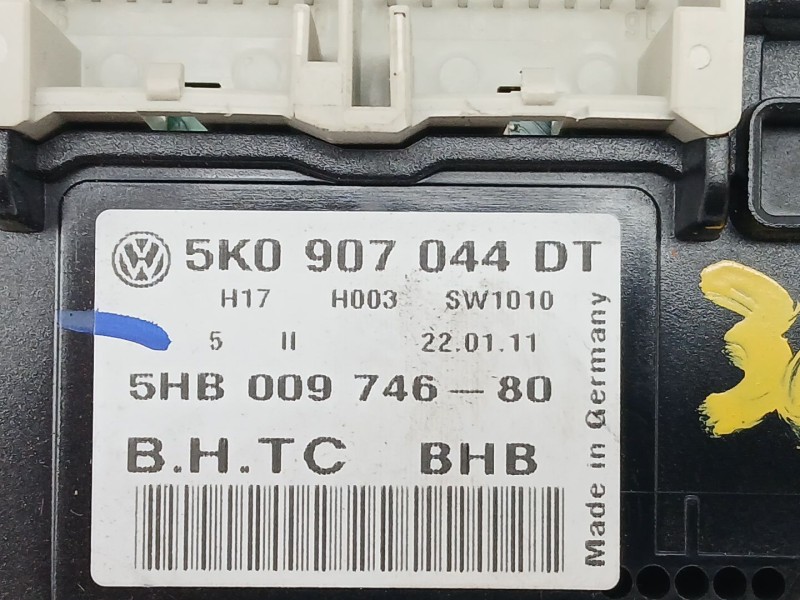 5K0 907 044 DT
H17 H003 SW1010
5 II 22.01.11
5HB 009 746-80
B.H.TC BHB
Made in Germany